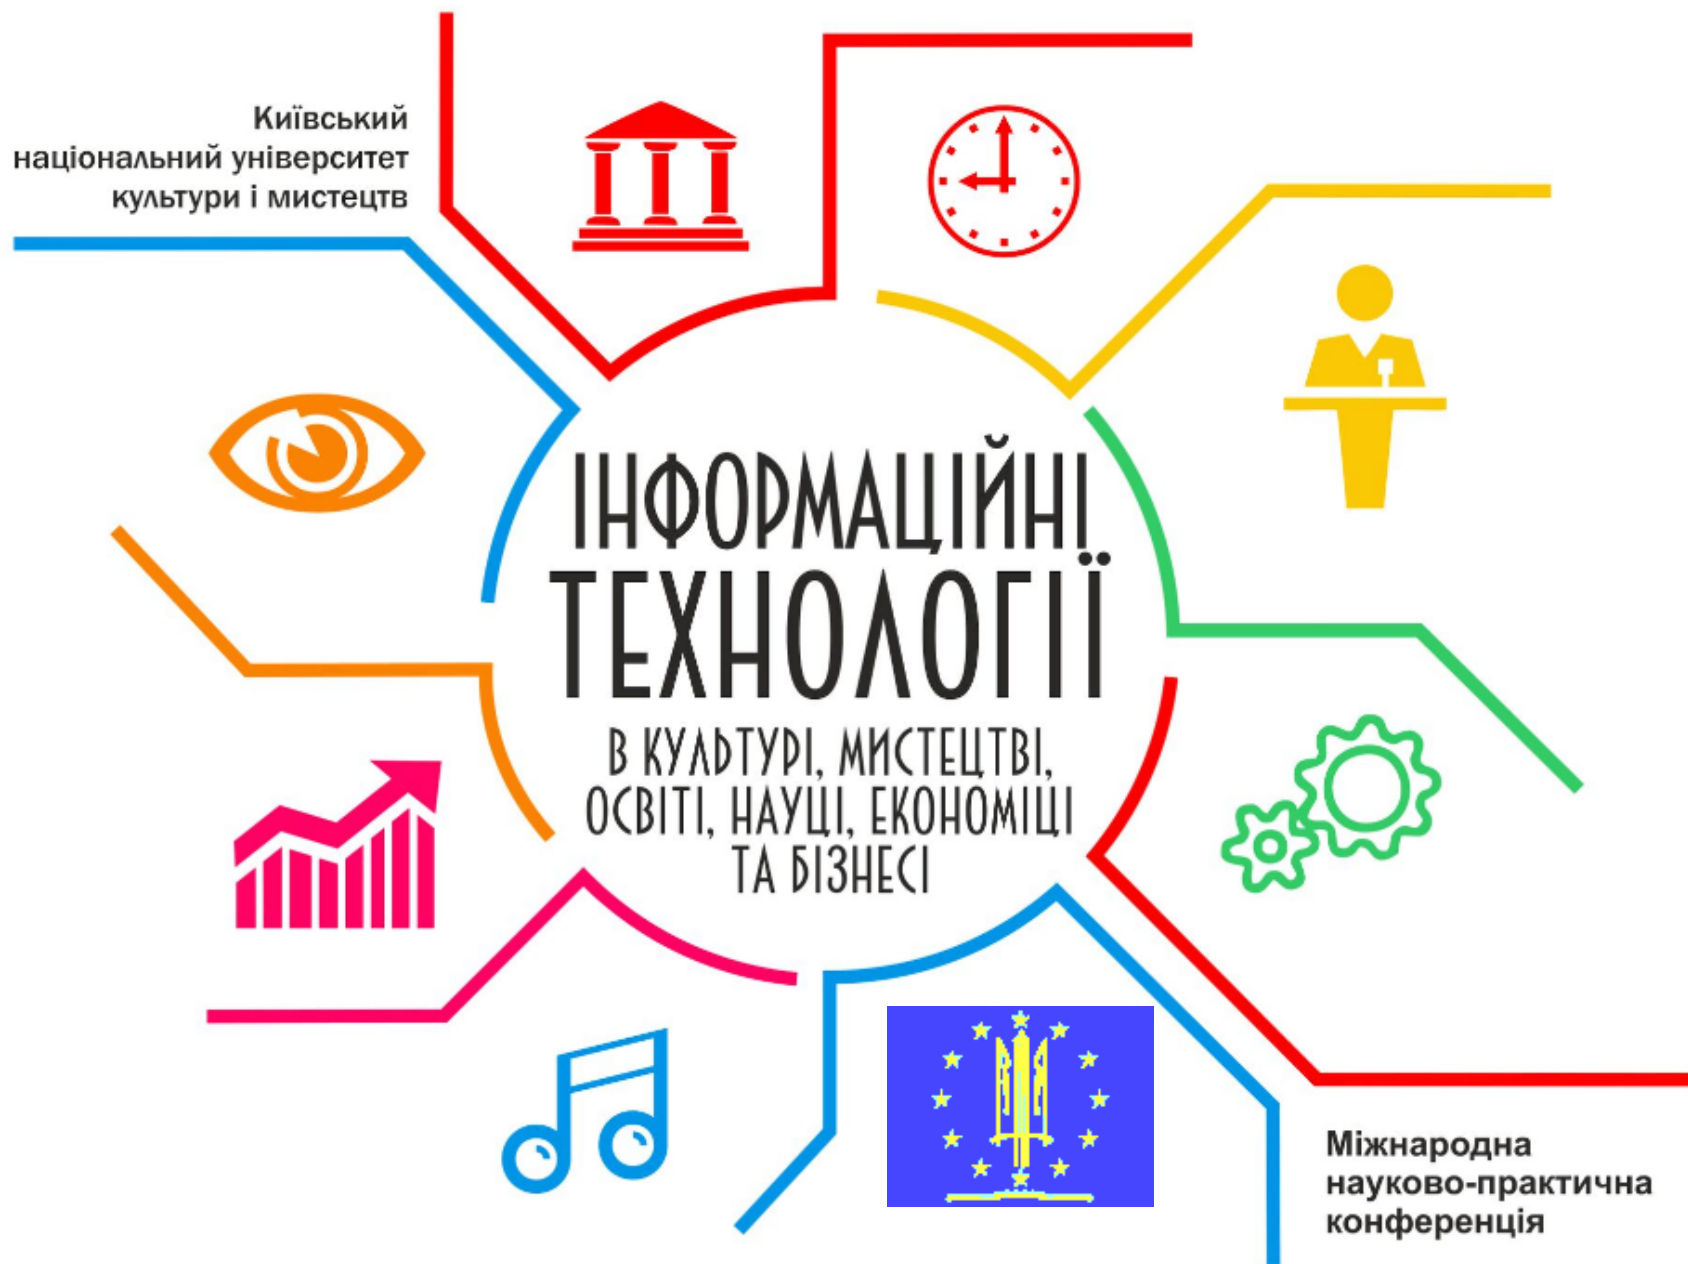 Київський
національний університет
культури і мистецтв
ІНФОРМАЦІЙНІ
ТЕХНОЛОГІЇ
В КУЛЬТУРІ, МИСТЕЦТВІ,
ОСВІТІ, НАУЦІ, ЕКОНОМІЦІ
ТА БІЗНЕСІ
Міжнародна
науково-практична
конференція